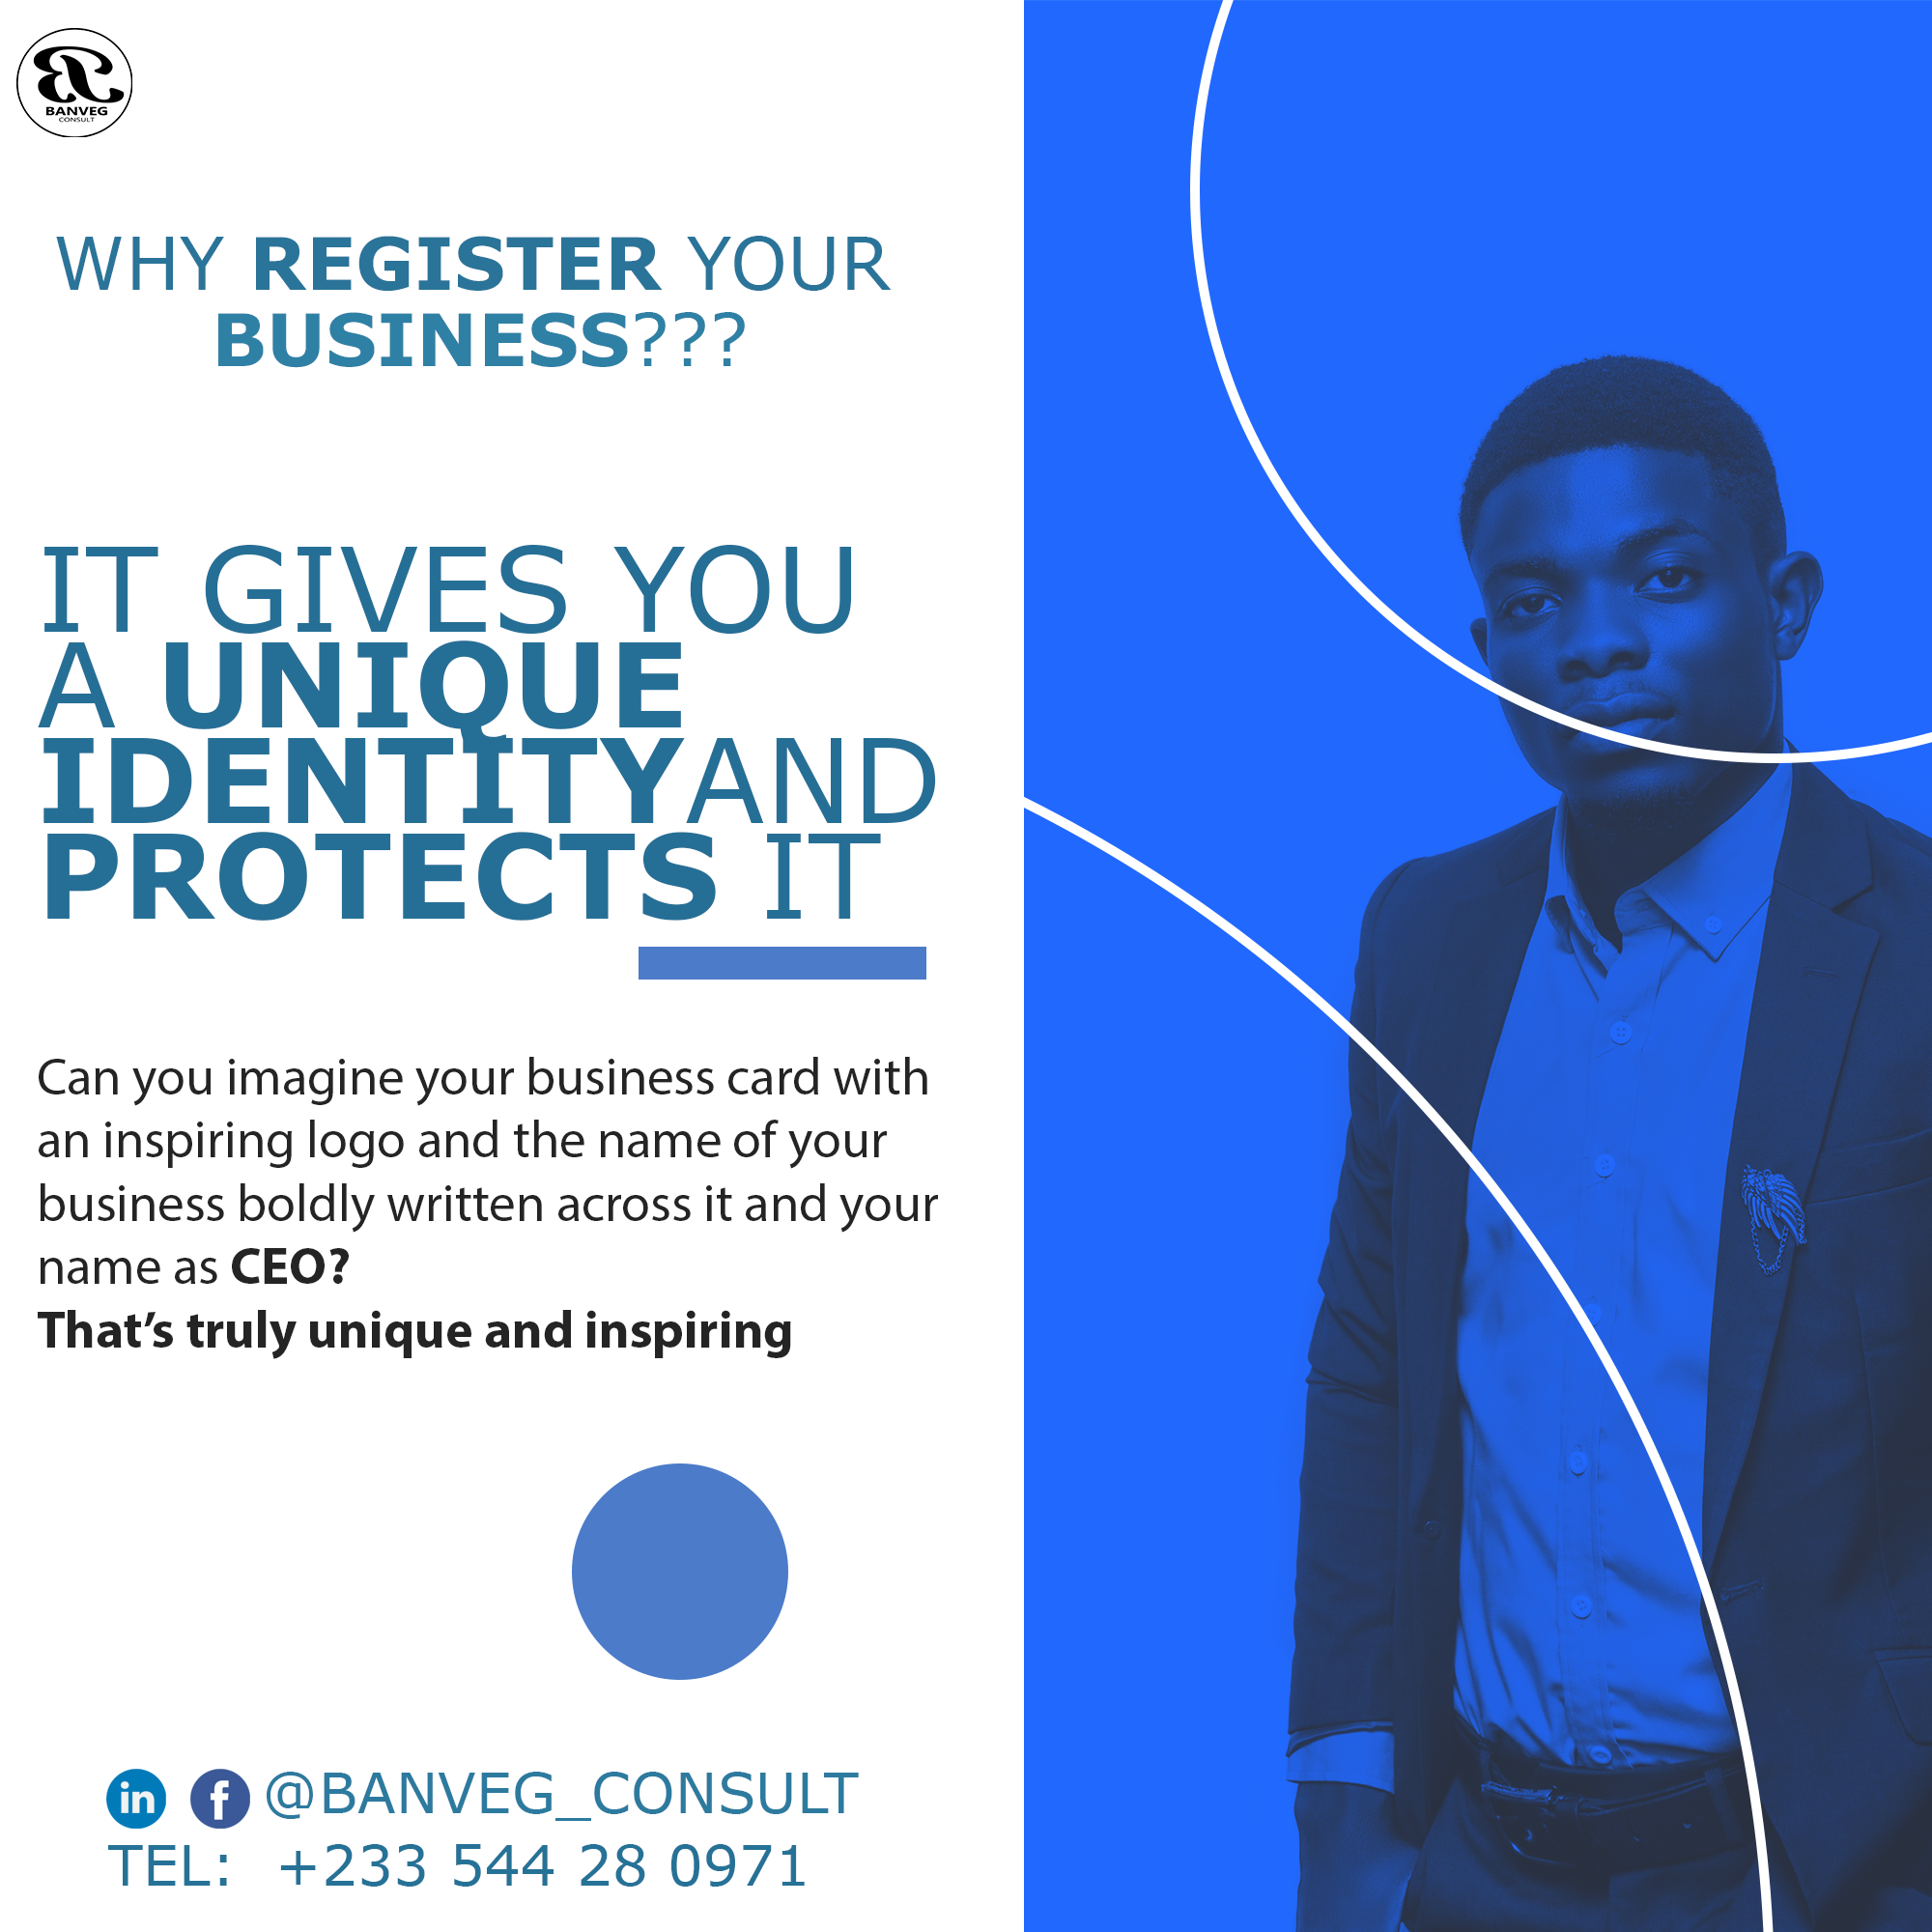 BANVEG
CONSULT
WHY REGISTER YOUR
BUSINESS???
IT GIVES YOU
A UNIQUE
IDENTITYAND
PROTECTS IT
Can you imagine your business card with
an inspiring logo and the name of your
business boldly written across it and your
name as CEO?
That’s truly unique and inspiring
in f @BANVEG_CONSULT
TEL: +233 544 28 0971